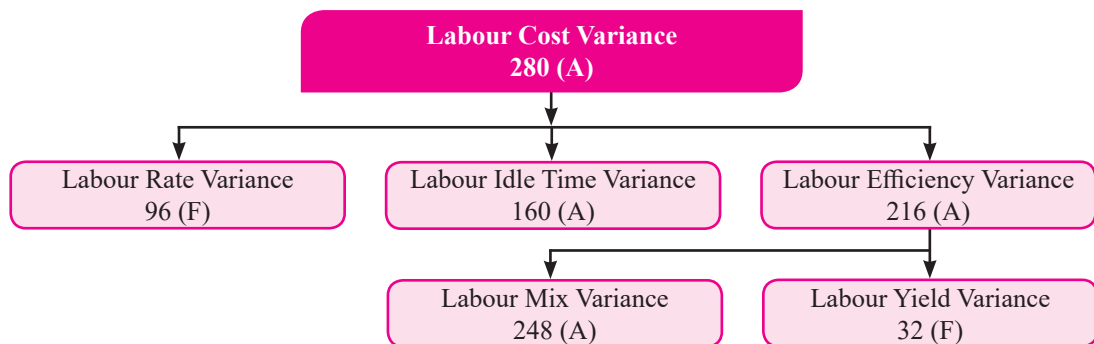 Labour Cost Variance
280 (A)
Labour Rate Variance
96 (F)
Labour Idle Time Variance
160 (A)
Labour Efficiency Variance
216 (A)
Labour Mix Variance
248 (A)
Labour Yield Variance
32 (F)